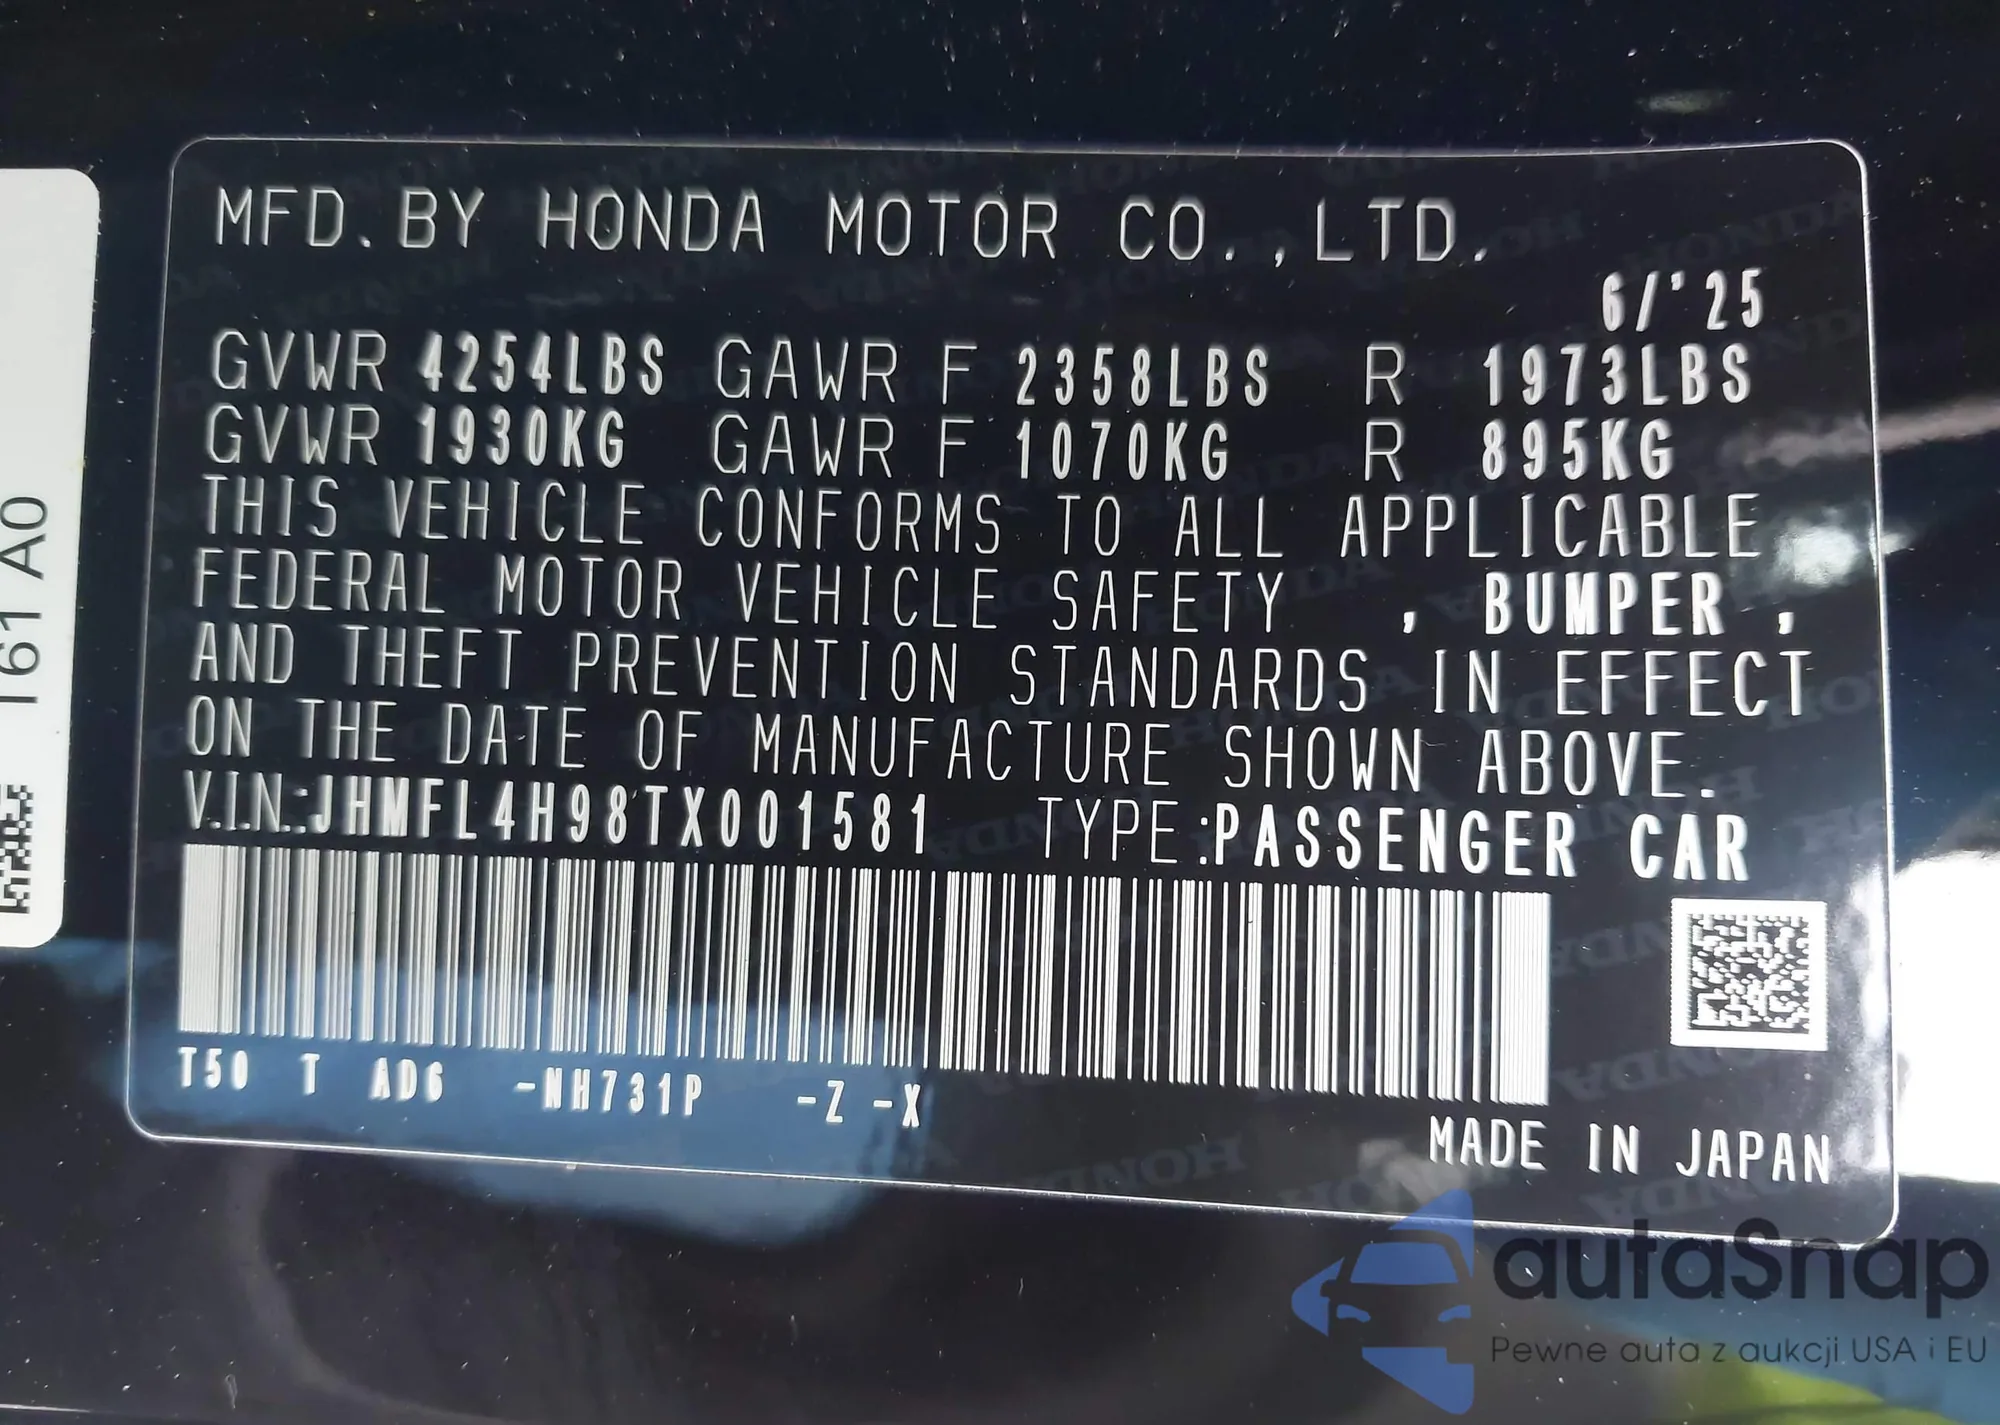 MFD. BY HONDA MOTOR CO., LTD.
6/'25
GVWR 4254LBS GAWR F 2358LBS R 1973LBS
GVWR 1930KG GAWR F 1070KG R 895KG
THIS VEHICLE CONFORMS TO ALL APPLICABLE
FEDERAL MOTOR VEHICLE SAFETY , BUMPER ,
AND THEFT PREVENTION STANDARDS IN EFFECT
ON THE DATE OF MANUFACTURE SHOWN ABOVE.
V.I.N.:JHMFL4H98TX001581 TYPE:PASSENGER CAR
T50 T AD6 -NH731P -Z -X
MADE IN JAPAN
T61 A0
autaSnap
Pewne auta z aukcji USA i EU